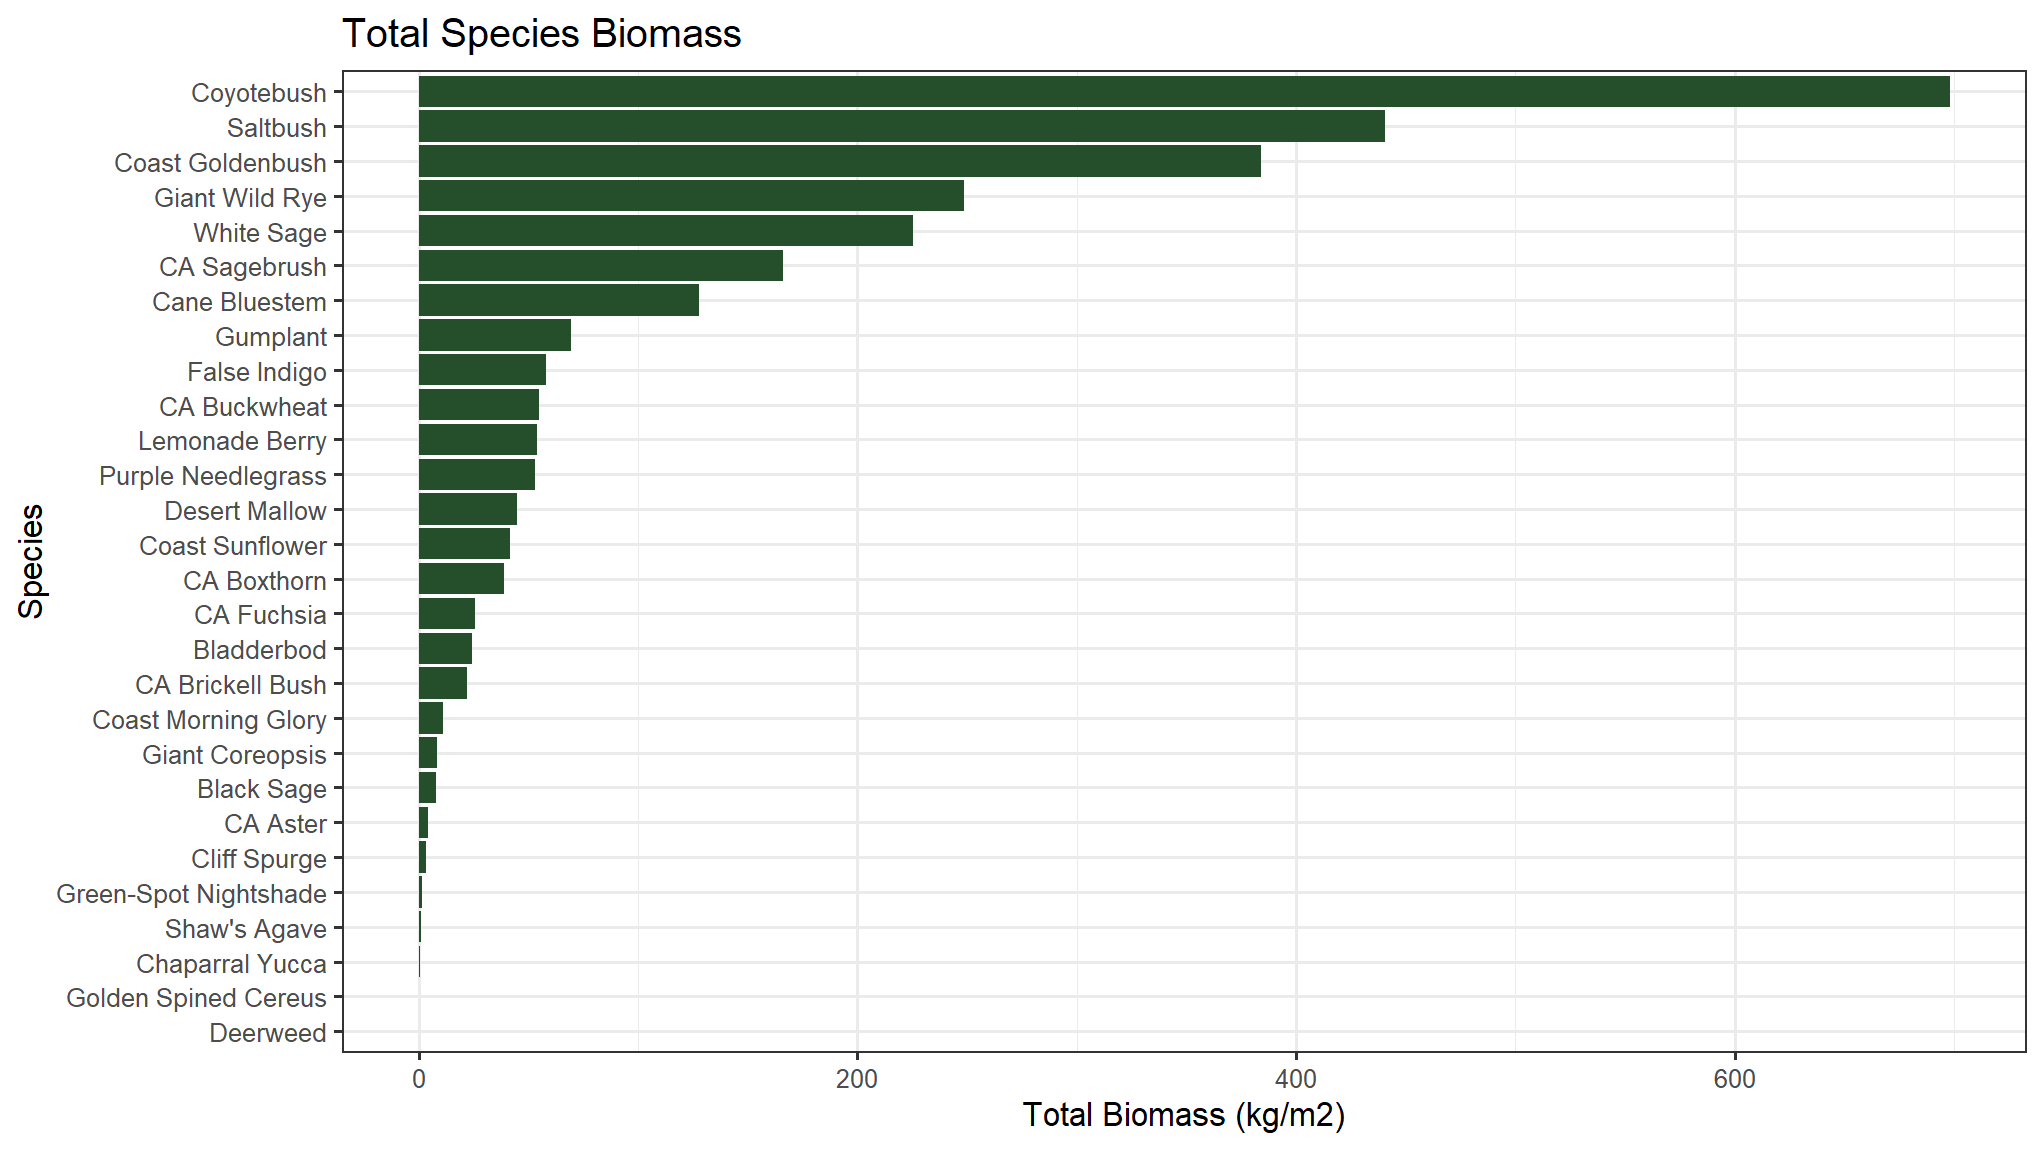 Total Species Biomass
Species
Coyotebush
Saltbush
Coast Goldenbush
Giant Wild Rye
White Sage
CA Sagebrush
Cane Bluestem
Gumplant
False Indigo
CA Buckwheat
Lemonade Berry
Purple Needlegrass
Desert Mallow
Coast Sunflower
CA Boxthorn
CA Fuchsia
Bladderbod
CA Brickell Bush
Coast Morning Glory
Giant Coreopsis
Black Sage
CA Aster
Cliff Spurge
Green-Spot Nightshade
Shaw's Agave
Chaparral Yucca
Golden Spined Cereus
Deerweed
0 200 400 600
Total Biomass (kg/m2)